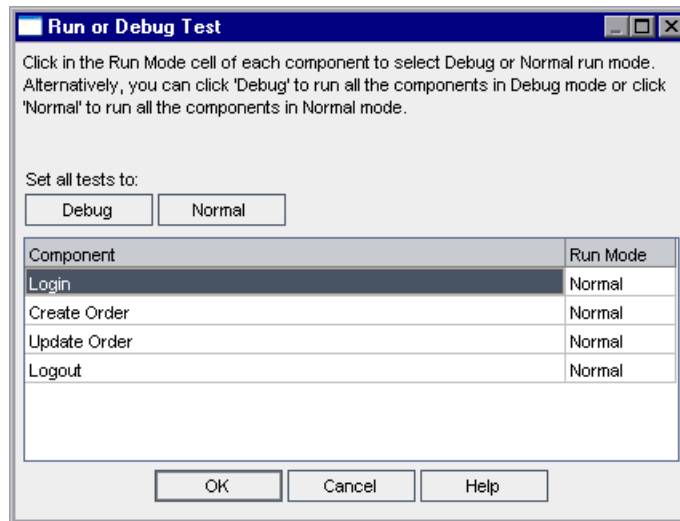 Run or Debug Test
Click in the Run Mode cell of each component to select Debug or Normal run mode.
Alternatively, you can click 'Debug' to run all the components in Debug mode or click
'Normal' to run all the components in Normal mode.
Set all tests to:
Debug Normal
Component Run Mode
Login Normal
Create Order Normal
Update Order Normal
Logout Normal
OK Cancel Help